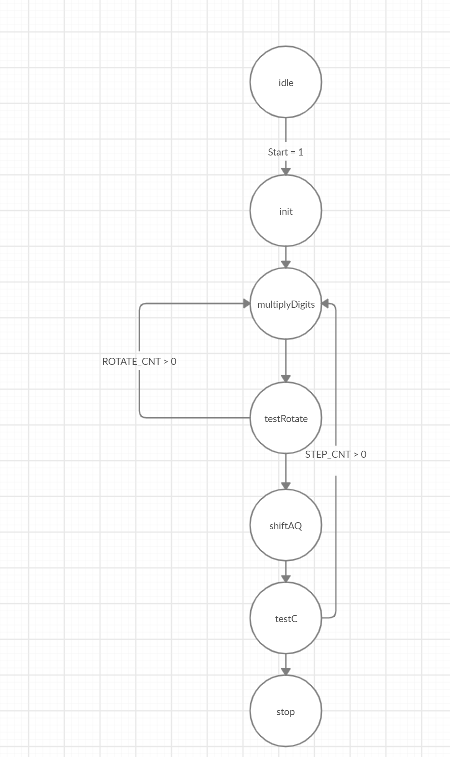 idle
Start = 1
init
multiplyDigits
ROTATE_CNT > 0
testRotate
STEP_CNT > 0
shiftAQ
testC
stop